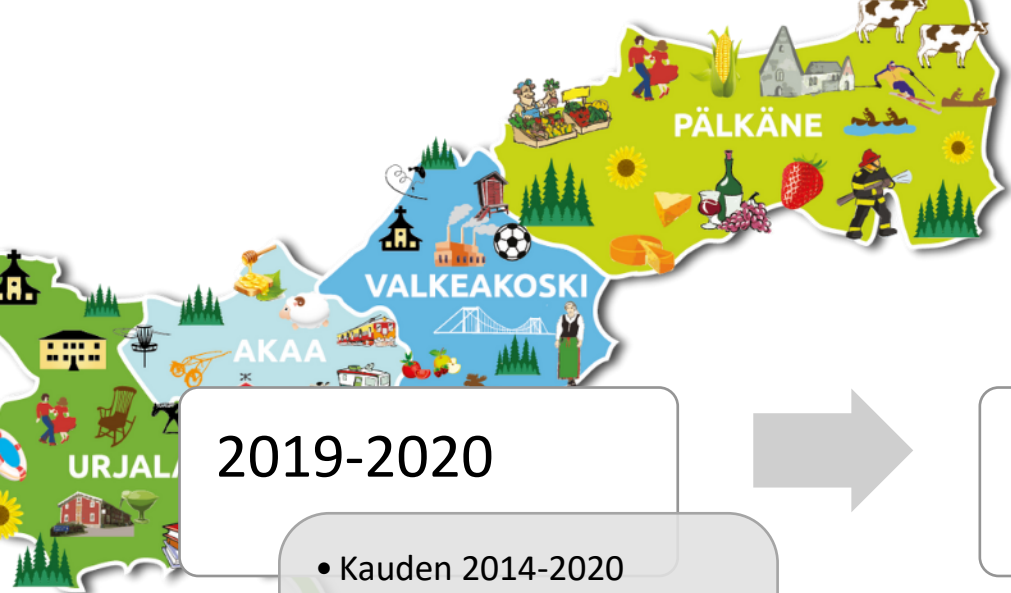 PÄLKÄNE
VALKEAKOSKI
AKAA
URJALA
2019-2020
• Kauden 2014-2020